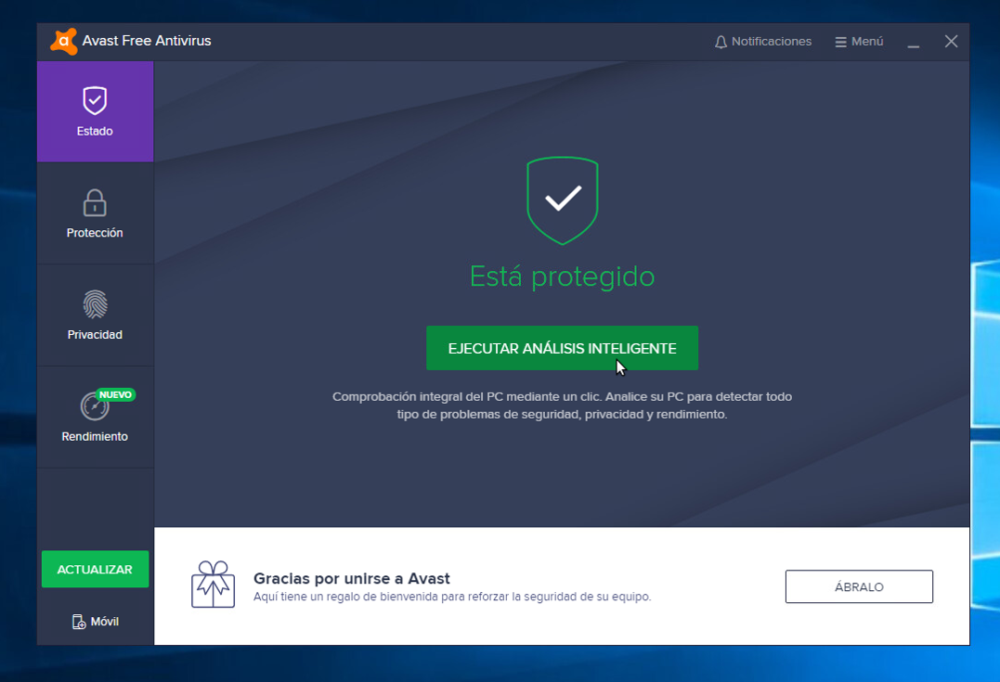 Avast Free Antivirus
Notificaciones
Menú
Estado
Protección
Privacidad
NUEVO
Rendimiento
ACTUALIZAR
Móvil
Está protegido
EJECUTAR ANÁLISIS INTELIGENTE
Comprobación integral del PC mediante un clic. Analice su PC para detectar todo
tipo de problemas de seguridad, privacidad y rendimiento.
Gracias por unirse a Avast
Aquí tiene un regalo de bienvenida para reforzar la seguridad de su equipo.
ÁBRALO